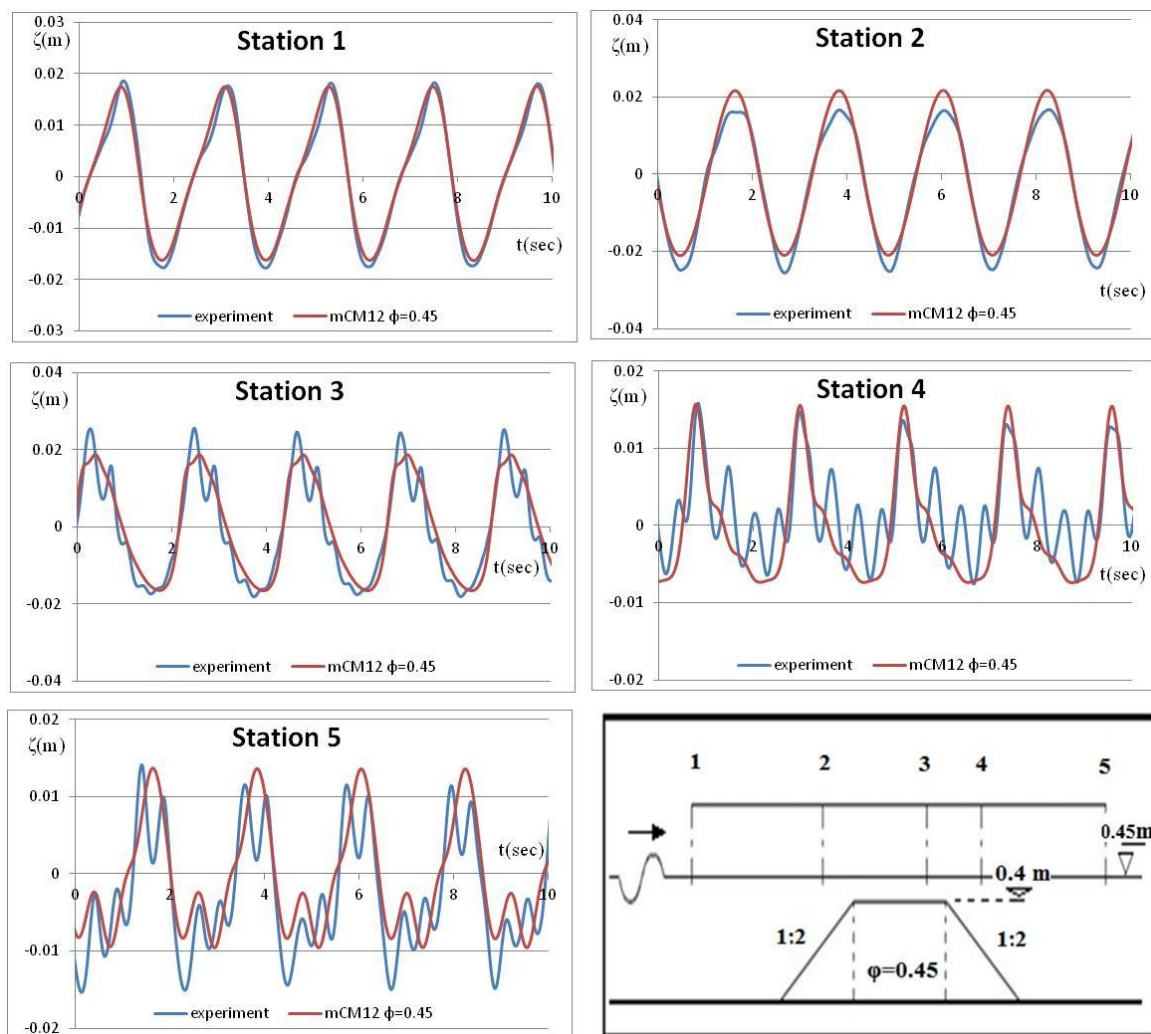 Station 1
ζ(m)
0.03
0.02
0.01
0
-0.01
-0.02
-0.03
0 2 4 6 8 10
t(sec)
experiment mCM12 ϕ=0.45
Station 2
ζ(m)
0.04
0.02
0
-0.02
-0.04
0 2 4 6 8 10
t(sec)
experiment mCM12 ϕ=0.45
Station 3
ζ(m)
0.04
0.02
0
-0.02
-0.04
0 2 4 6 8 10
t(sec)
experiment mCM12 ϕ=0.45
Station 4
ζ(m)
0.02
0.01
0
-0.01
-0.02
0 2 4 6 8 10
t(sec)
experiment mCM12 ϕ=0.45
Station 5
ζ(m)
0.02
0.01
0
-0.01
-0.02
0 2 4 6 8 10
t(sec)
experiment mCM12 ϕ=0.45
1 2 3 4 5
0.45m
0.4 m
1:2 1:2
φ=0.45